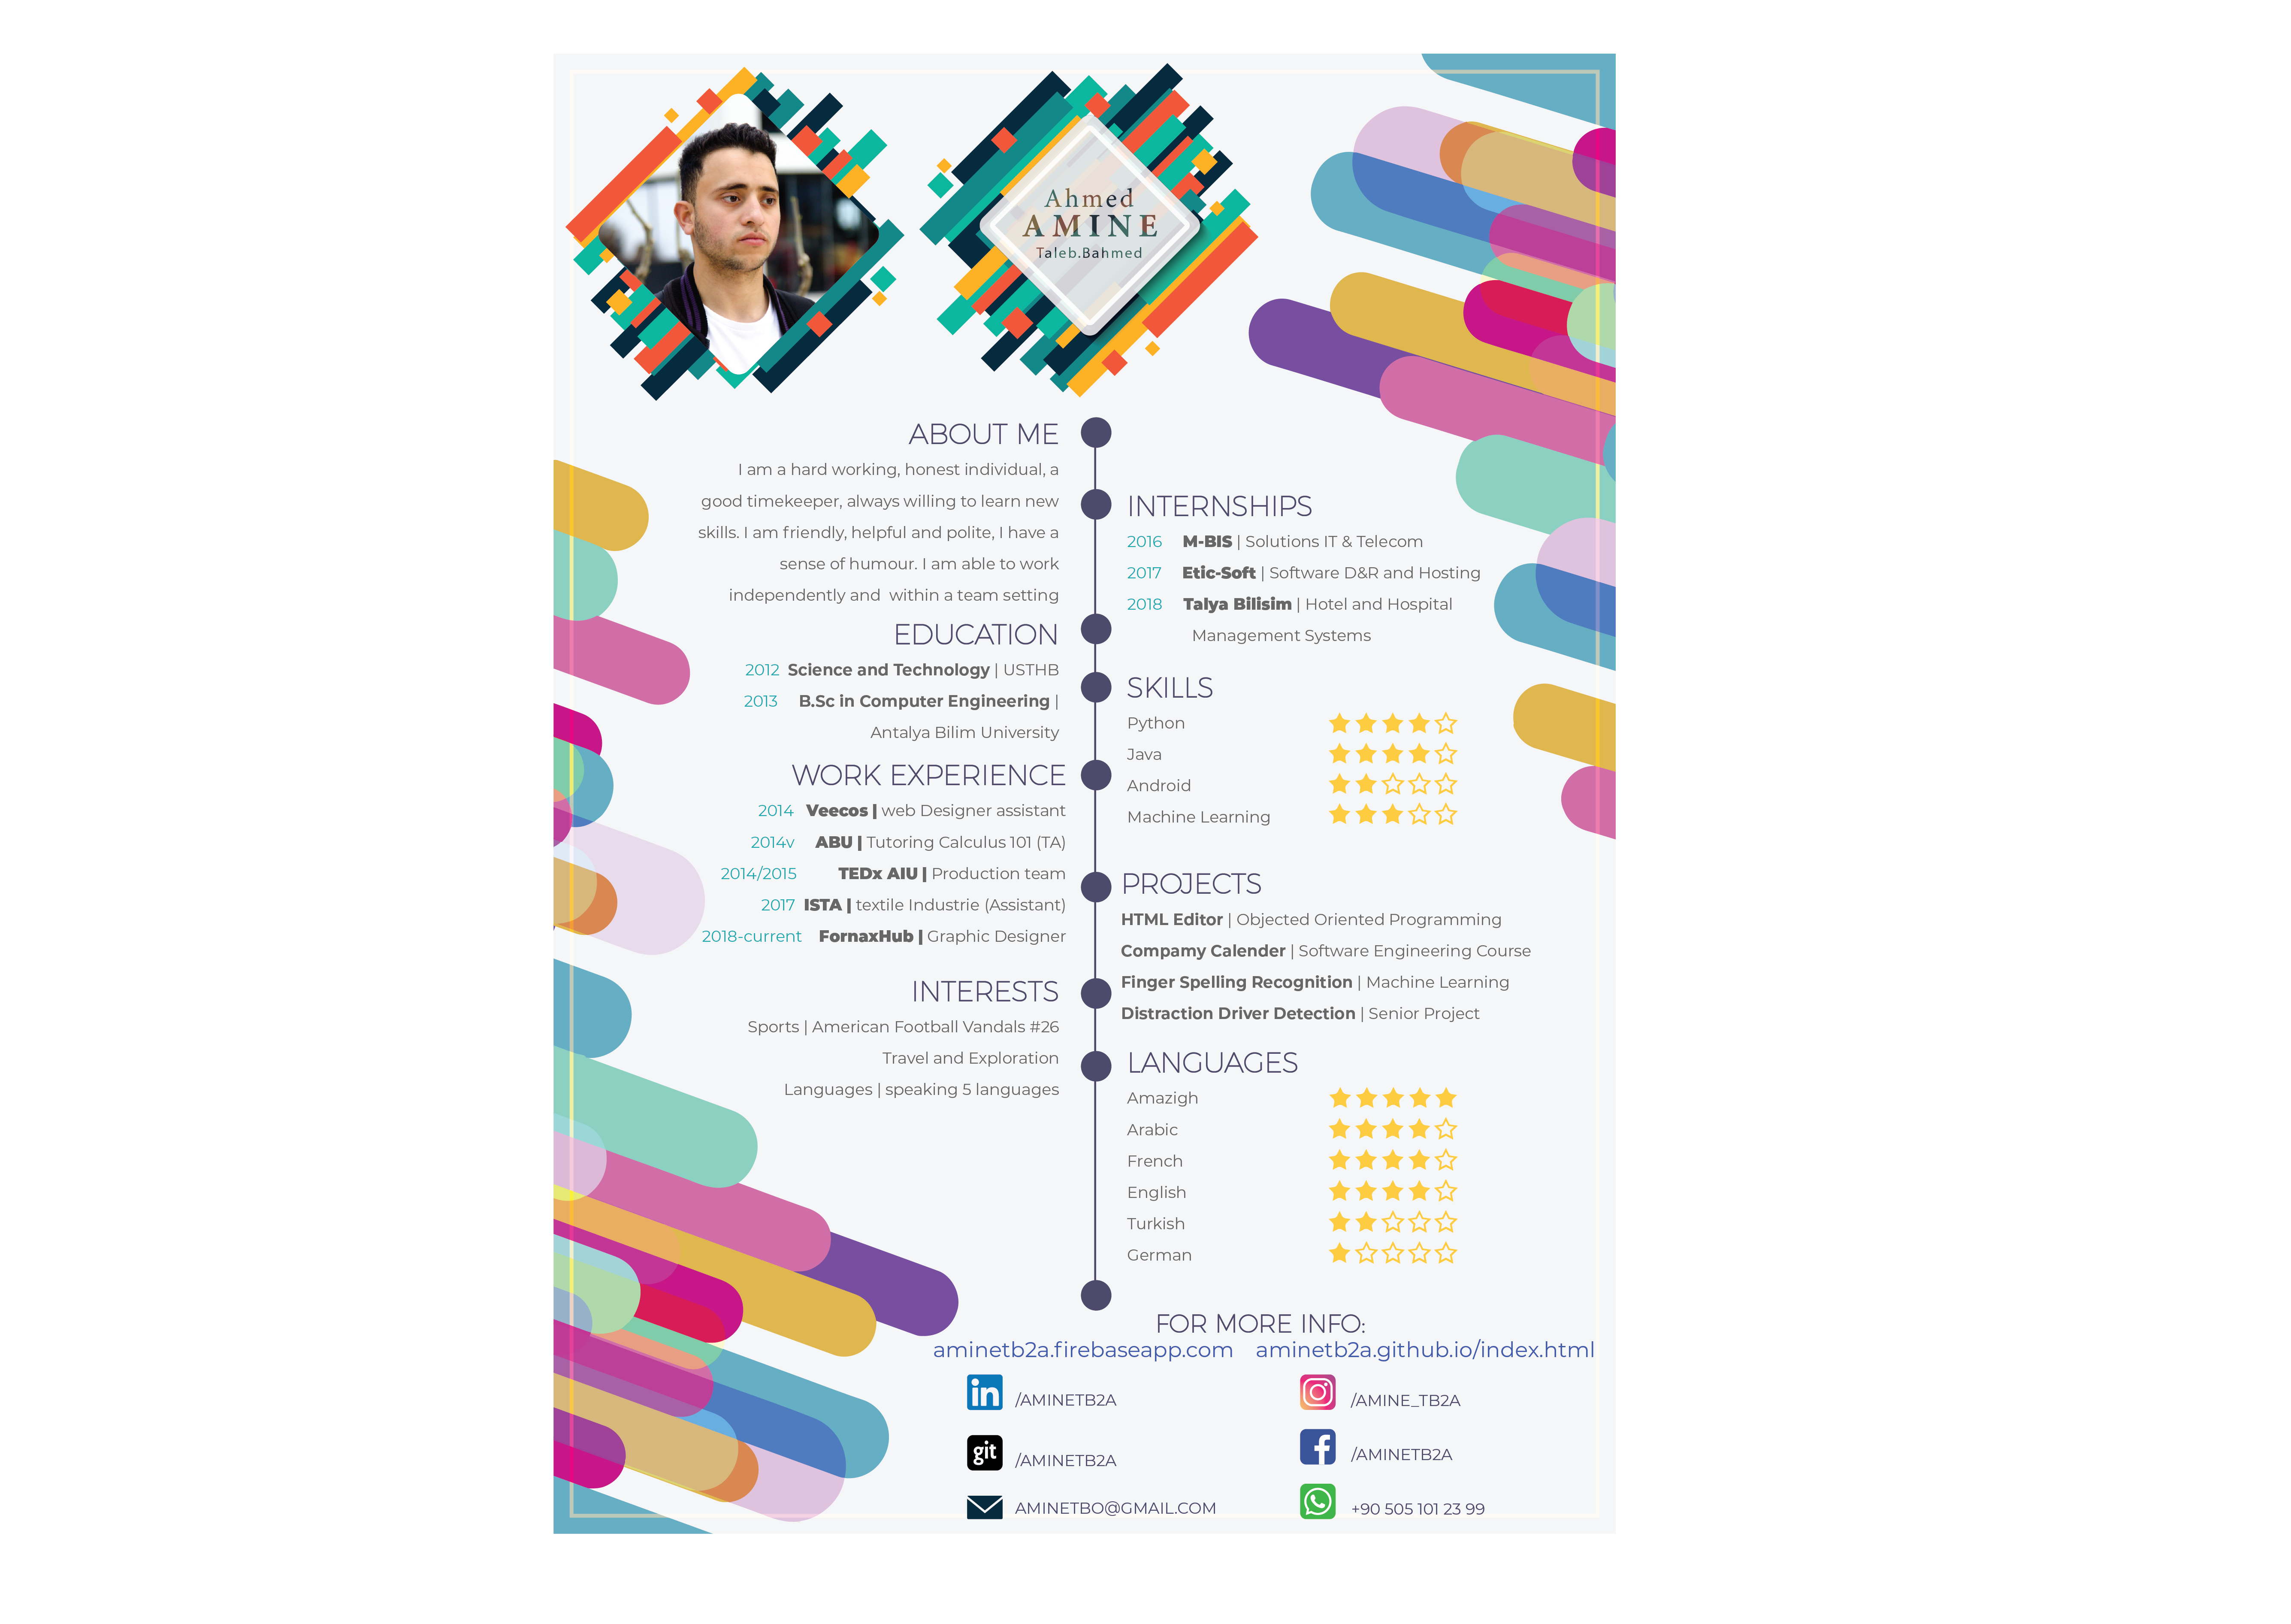 Ahmed
AMINE
Taleb.Bahmed
ABOUT ME
I am a hard working, honest individual, a
good timekeeper, always willing to learn new
skills. I am friendly, helpful and polite, I have a
sense of humour. I am able to work
independently and within a team setting
EDUCATION
2012 Science and Technology | USTHB
2013 B.Sc in Computer Engineering |
Antalya Bilim University
WORK EXPERIENCE
2014 Veecos | web Designer assistant
2014v ABU | Tutoring Calculus 101 (TA)
2014/2015 TEDx AIU | Production team
2017 ISTA | textile Industrie (Assistant)
2018-current FornaxHub | Graphic Designer
INTERESTS
Sports | American Football Vandals #26
Travel and Exploration
Languages | speaking 5 languages
INTERNSHIPS
2016 M-BIS | Solutions IT & Telecom
2017 Etic-Soft | Software D&R and Hosting
2018 Talya Bilisim | Hotel and Hospital
Management Systems
SKILLS
Python
Java
Android
Machine Learning
PROJECTS
HTML Editor | Objected Oriented Programming
Compamy Calender | Software Engineering Course
Finger Spelling Recognition | Machine Learning
Distraction Driver Detection | Senior Project
LANGUAGES
Amazigh
Arabic
French
English
Turkish
German
FOR MORE INFO:
aminetb2a.firebaseapp.com aminetb2a.github.io/index.html
in /AMINETB2A
/AMINE_TB2A
git /AMINETB2A
f /AMINETB2A
AMINETBO@GMAIL.COM
+90 505 101 23 99